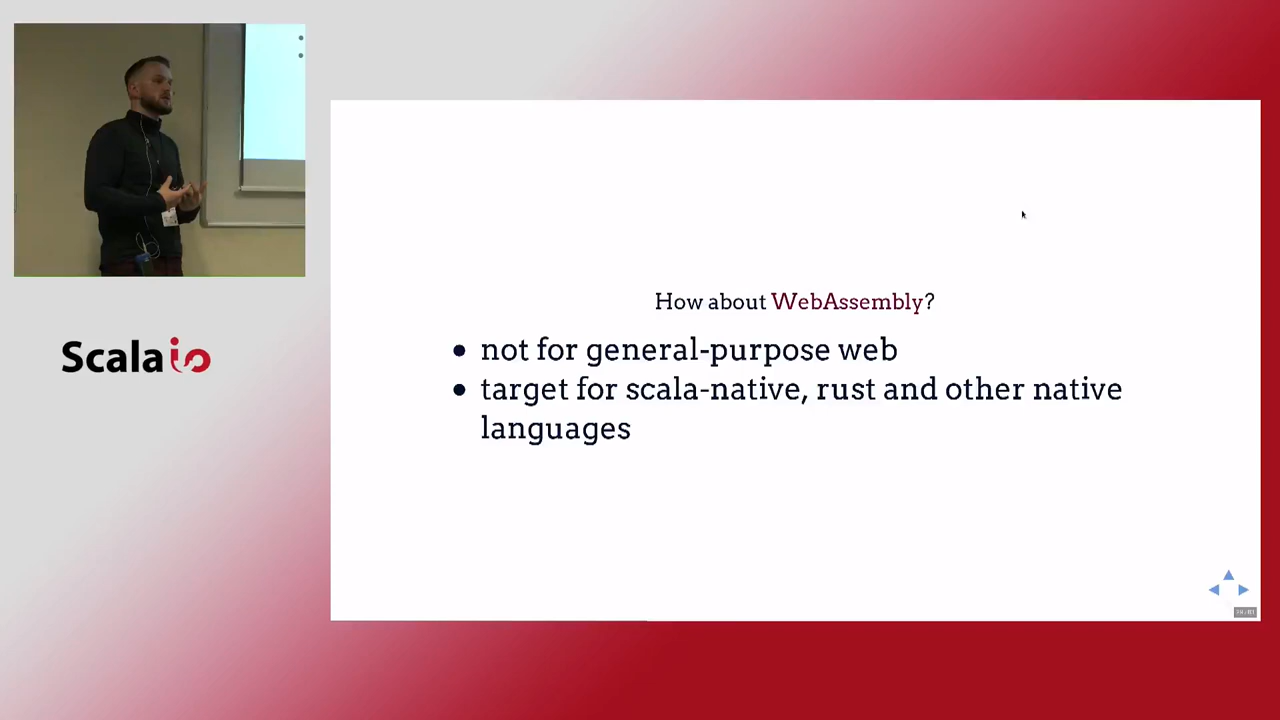 Scala io
How about WebAssembly?
• not for general-purpose web
• target for scala-native, rust and other native
languages